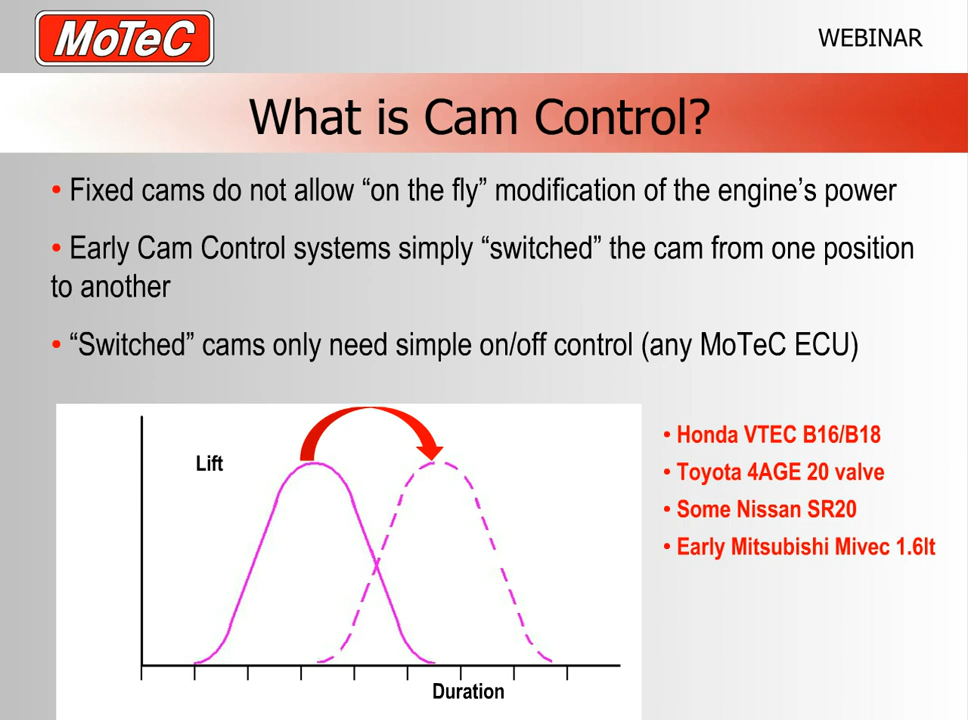 MoTeC
WEBINAR
What is Cam Control?
• Fixed cams do not allow “on the fly” modification of the engine’s power
• Early Cam Control systems simply “switched” the cam from one position
to another
• “Switched” cams only need simple on/off control (any MoTeC ECU)
Lift
Duration
• Honda VTEC B16/B18
• Toyota 4AGE 20 valve
• Some Nissan SR20
• Early Mitsubishi Mivec 1.6lt